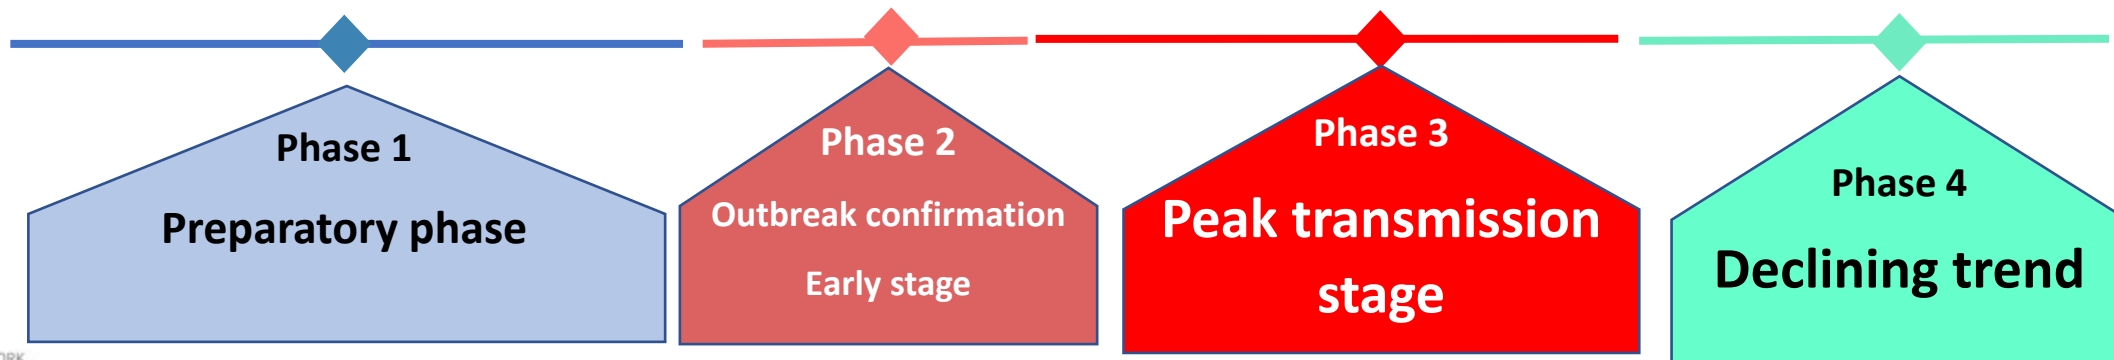 Phase 1
Preparatory phase
Phase 2
Outbreak confirmation
Early stage
Phase 3
Peak transmission
stage
Phase 4
Declining trend